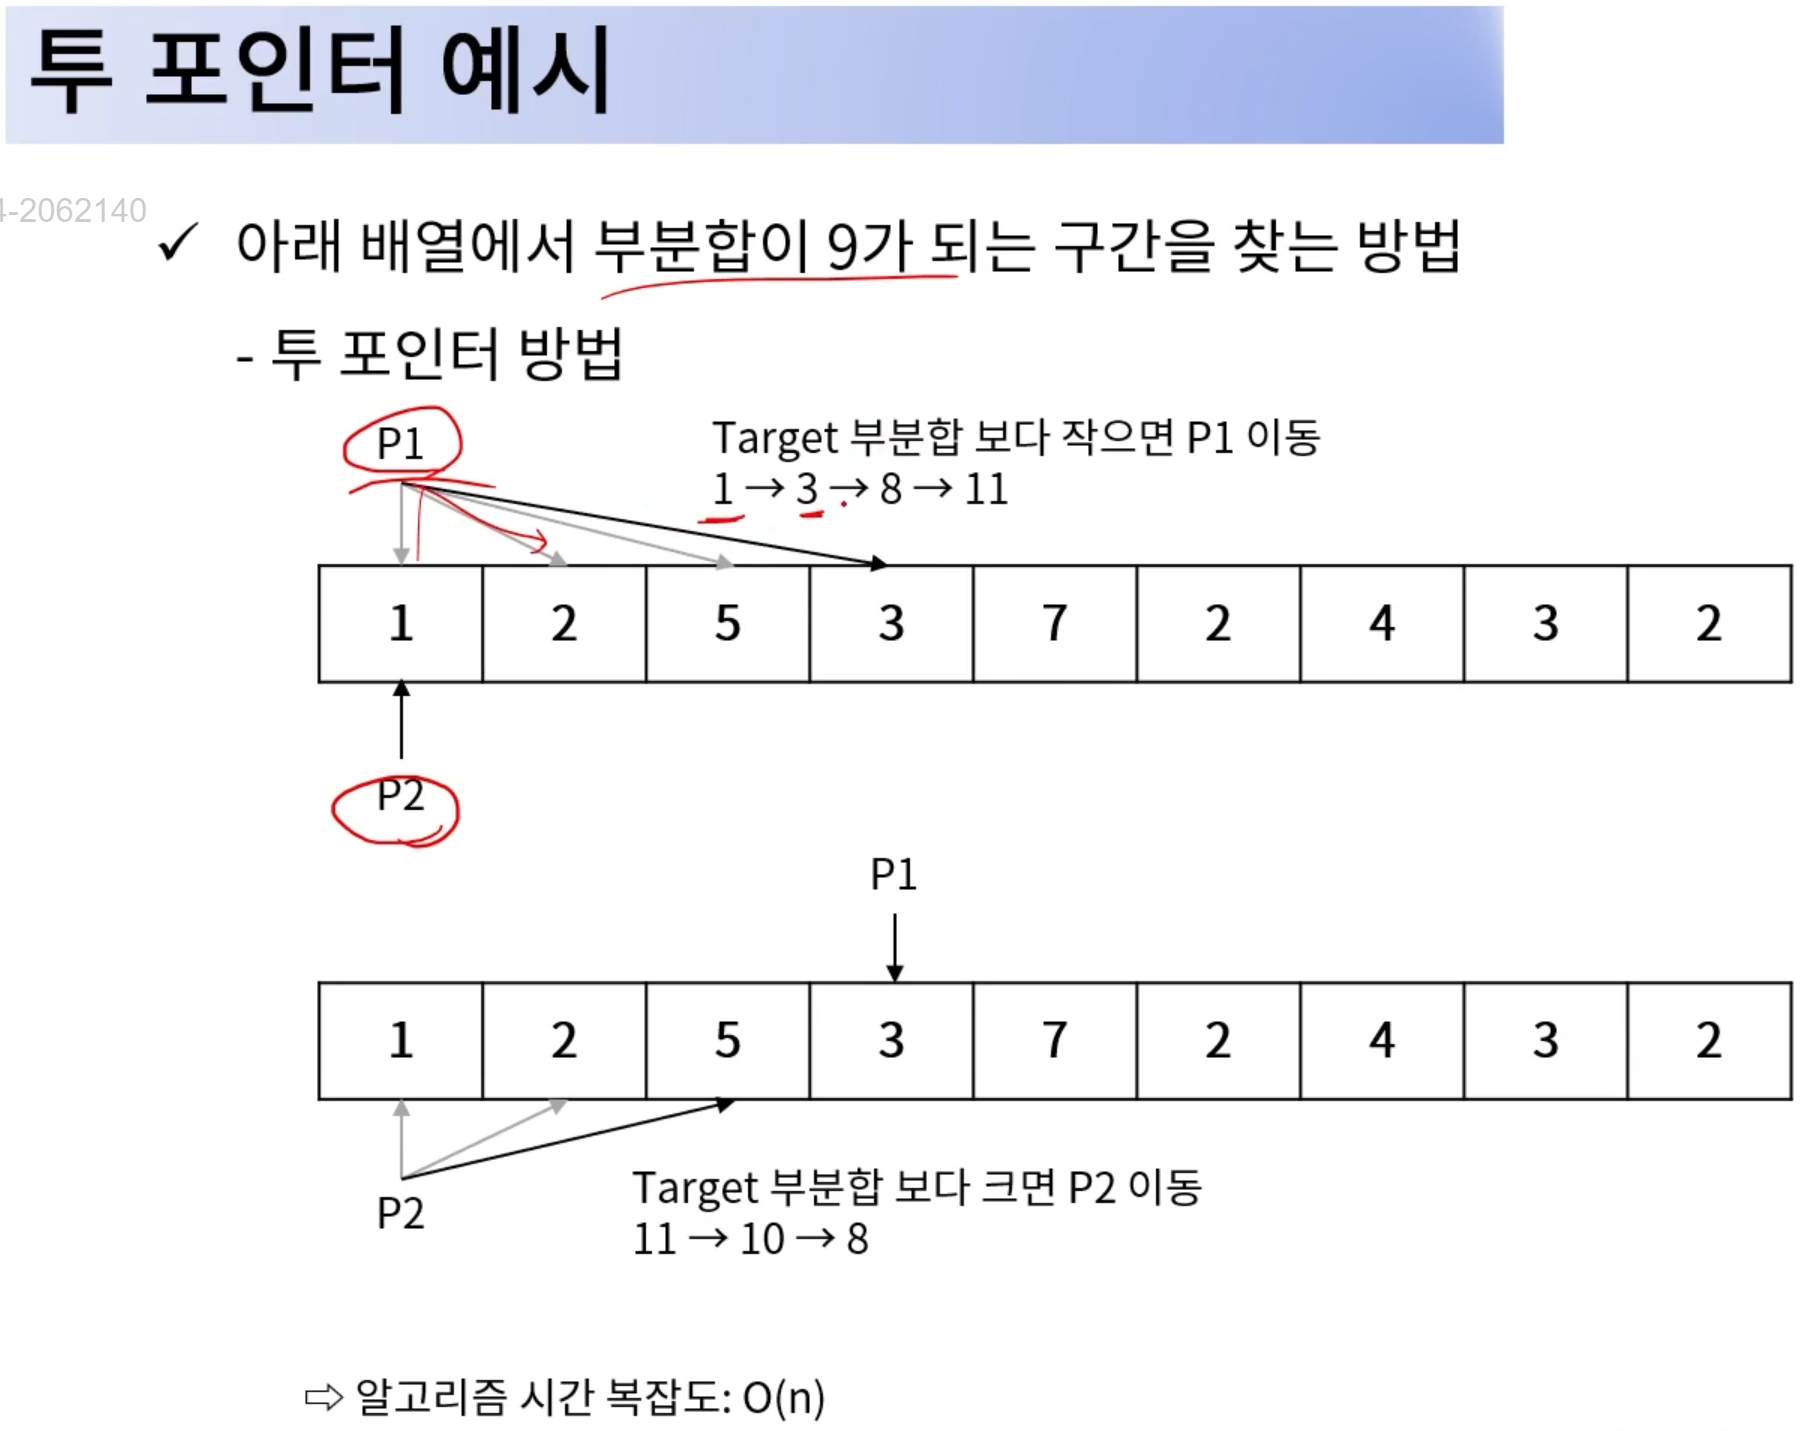 투 포인터 예시
4-2062140
✓ 아래 배열에서 부분합이 9가 되는 구간을 찾는 방법
- 투 포인터 방법
P1
Target 부분합 보다 작으면 P1 이동
1 → 3 → 8 → 11
1 2 5 3 7 2 4 3 2
P2
P1
1 2 5 3 7 2 4 3 2
P2
Target 부분합 보다 크면 P2 이동
11 → 10 → 8
⇨ 알고리즘 시간 복잡도: O(n)